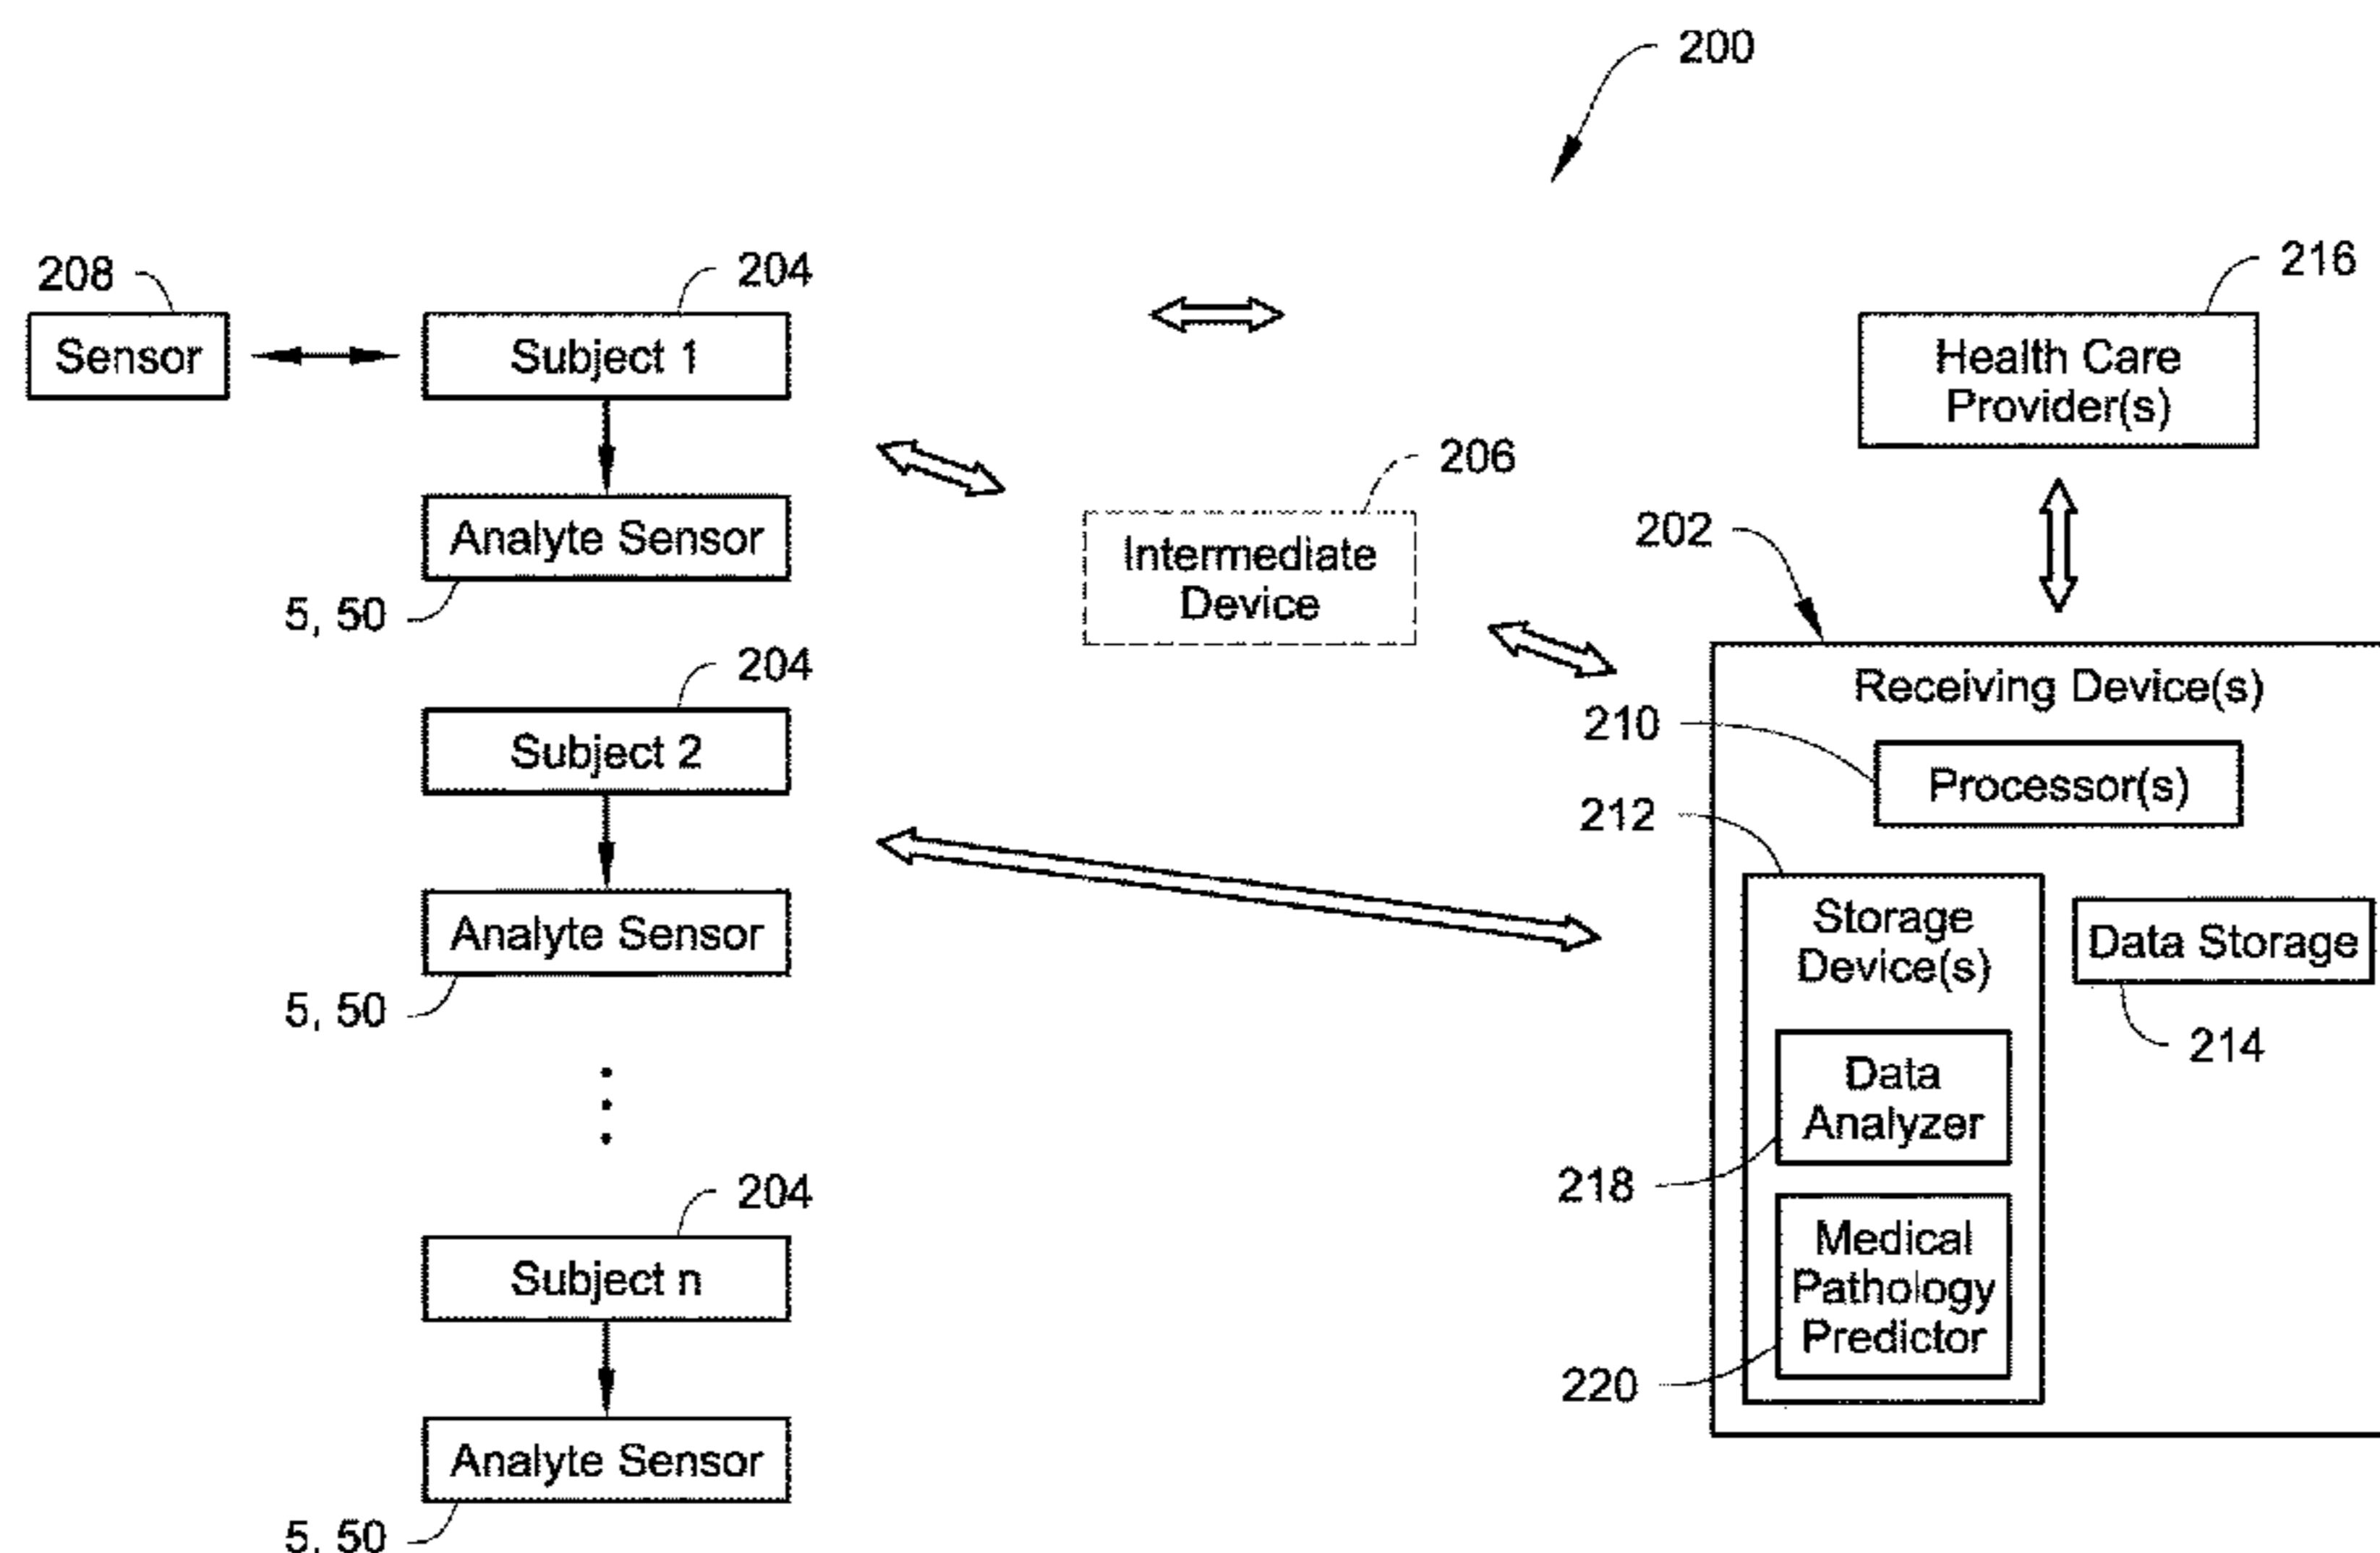 200
208
204
216
Sensor
Subject 1
Health Care
Provider(s)
206
Analyte Sensor
202
Intermediate
Device
5, 50
204
Receiving Device(s)
210
Subject 2
Processor(s)
212
Storage
Device(s)
Analyte Sensor
Data Storage
5, 50
214
Data
Analyzer
218
204
Medical
Pathology
Predictor
Subject n
220
Analyte Sensor
5, 50